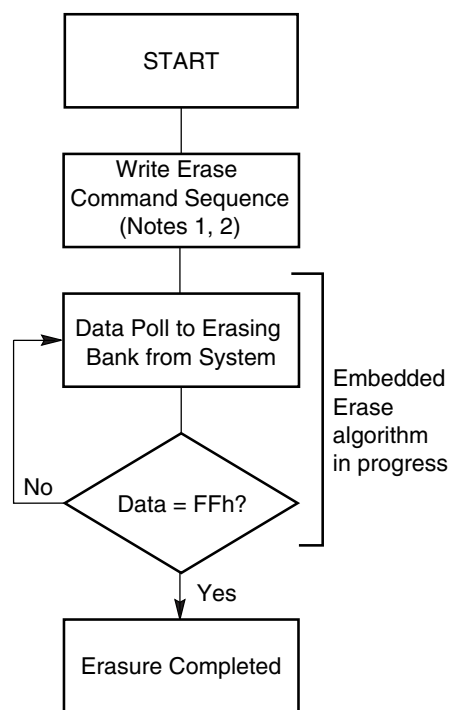 START
Write Erase
Command Sequence
(Notes 1, 2)
Data Poll to Erasing
Bank from System
Embedded
Erase
algorithm
in progress
No
Data = FFh?
Yes
Erasure Completed